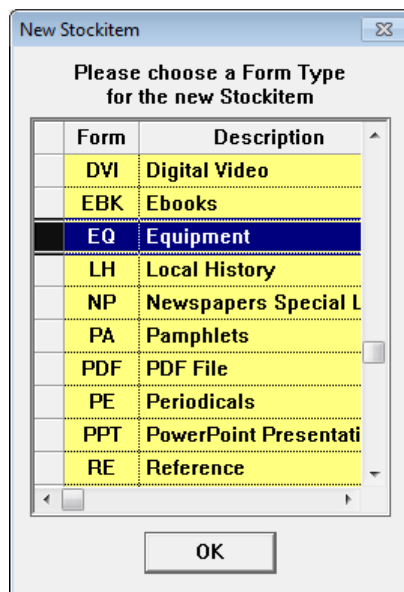 New Stockitem
Please choose a Form Type
for the new Stockitem
Form Description
DVI Digital Video
EBK Ebooks
EQ Equipment
LH Local History
NP Newspapers Special L
PA Pamphlets
PDF PDF File
PE Periodicals
PPT PowerPoint Presentati
RE Reference
OK